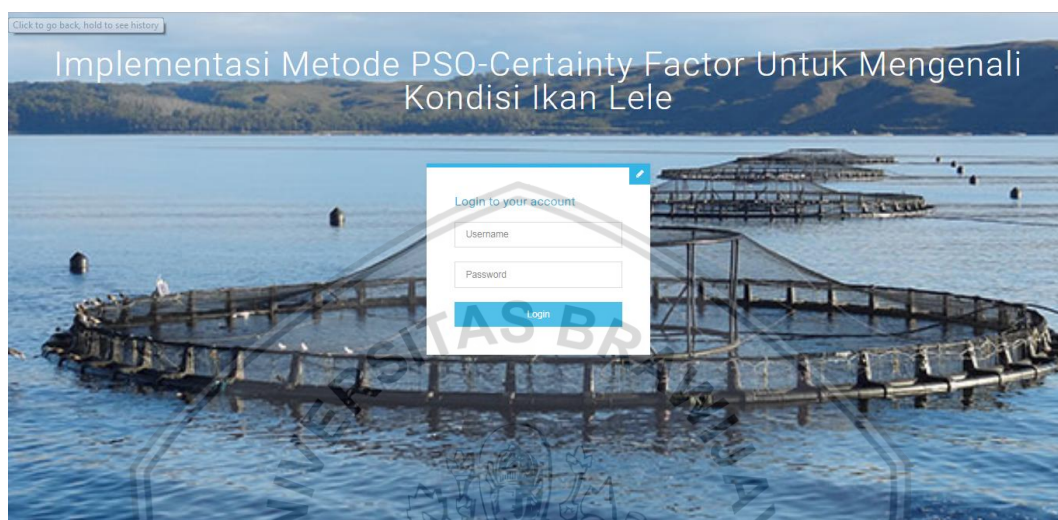 Click to go back, hold to see history
Implementasi Metode PSO-Certainty Factor Untuk Mengenali
Kondisi Ikan Lele
Login to your account
Username
Password
Login